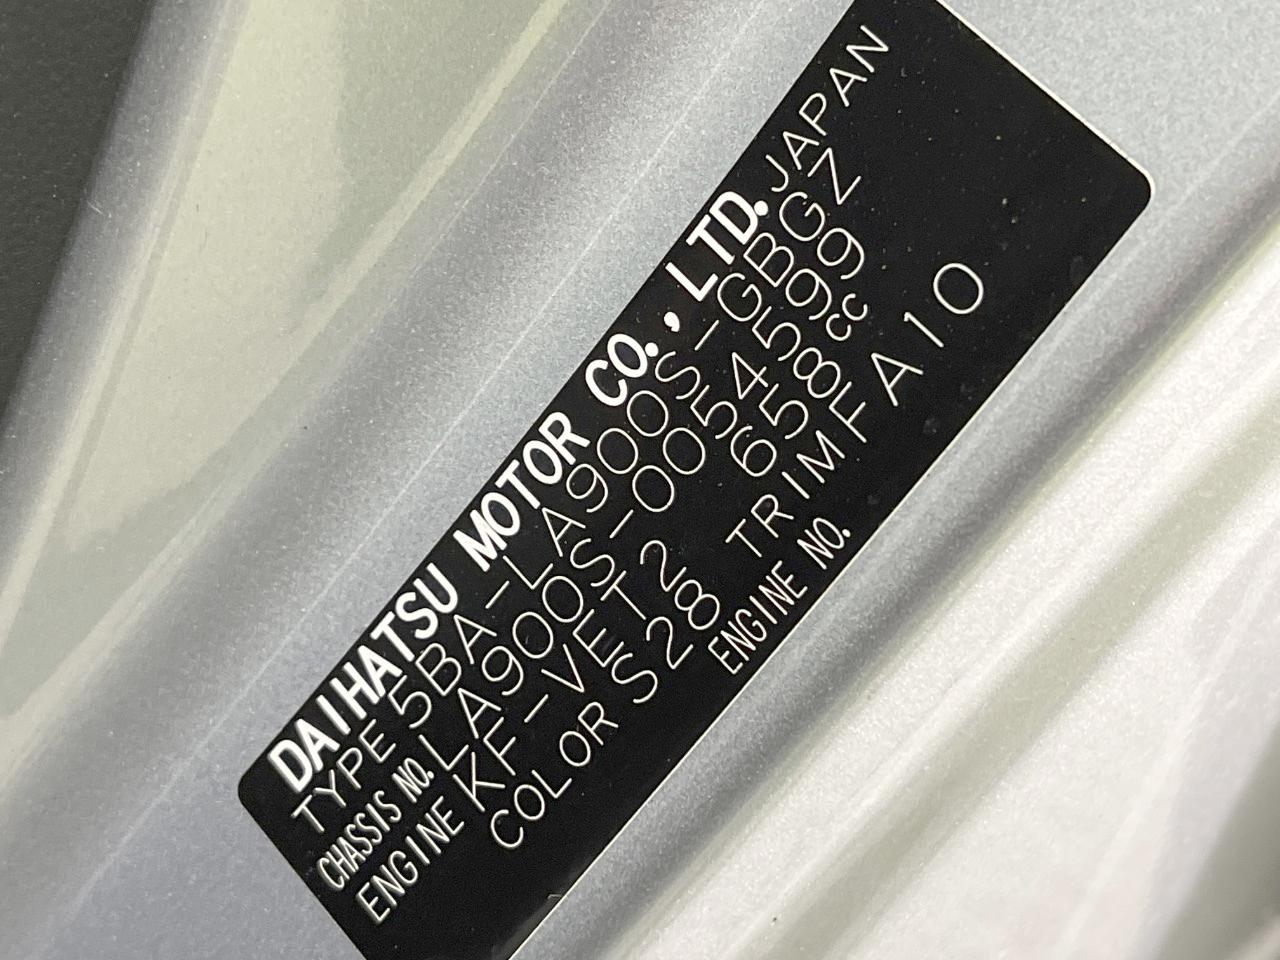 DAIHATSU MOTOR CO., LTD. JAPAN
TYPE 5BA-LA900S-GBGZ
CHASSIS NO. LA900S-0054599
ENGINE KF-VET2 658cc
COLOR S28 TRIM FA10
ENGINE NO.